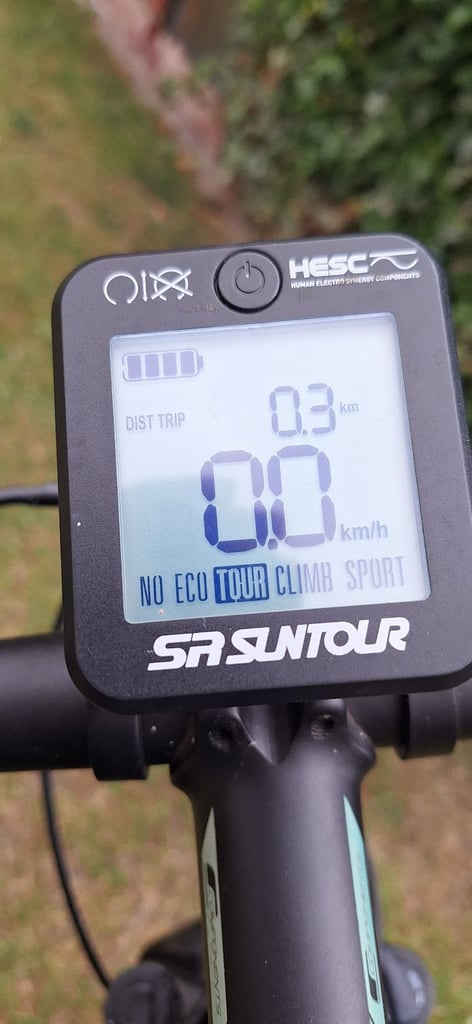 HESC
HUMAN ELECTRO SYNERGY COMPONENTS
DIST TRIP 0.3 km
0.0 km/h
NO ECO TOUR CLIMB SPORT
SR SUNTOUR
COMPONENTS